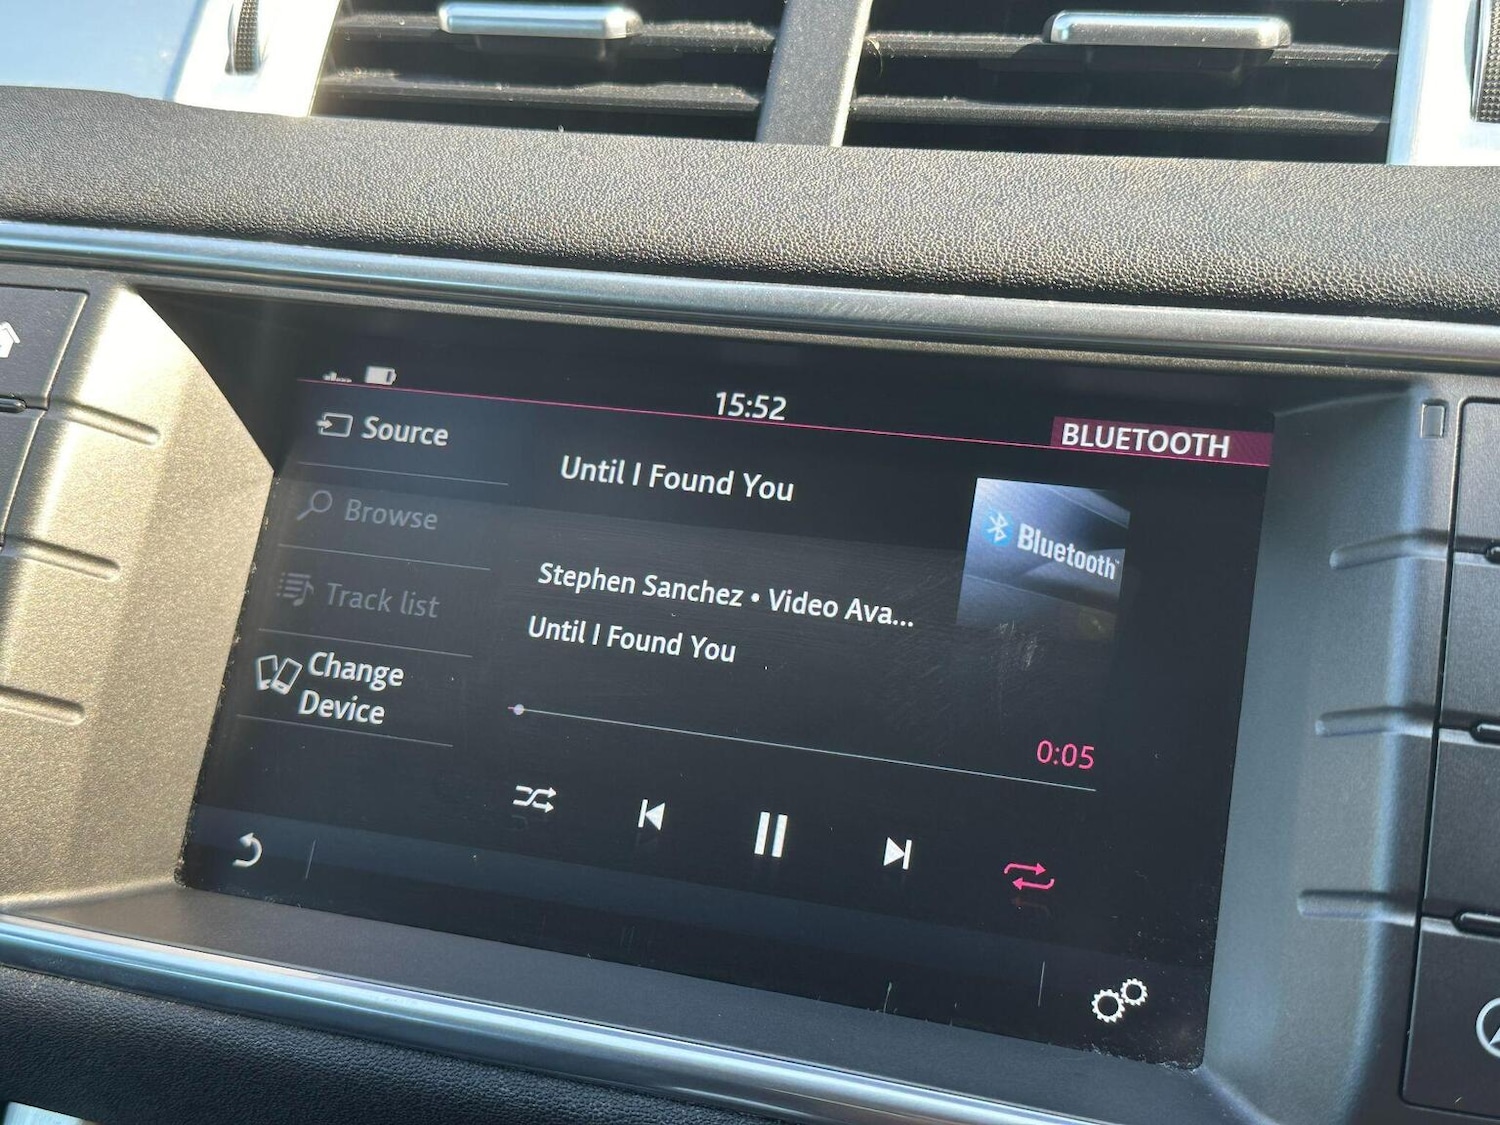 15:52
BLUETOOTH
Source
Until I Found You
Browse
Bluetooth
Stephen Sanchez • Video Ava...
Track list
Until I Found You
Change
Device
0:05